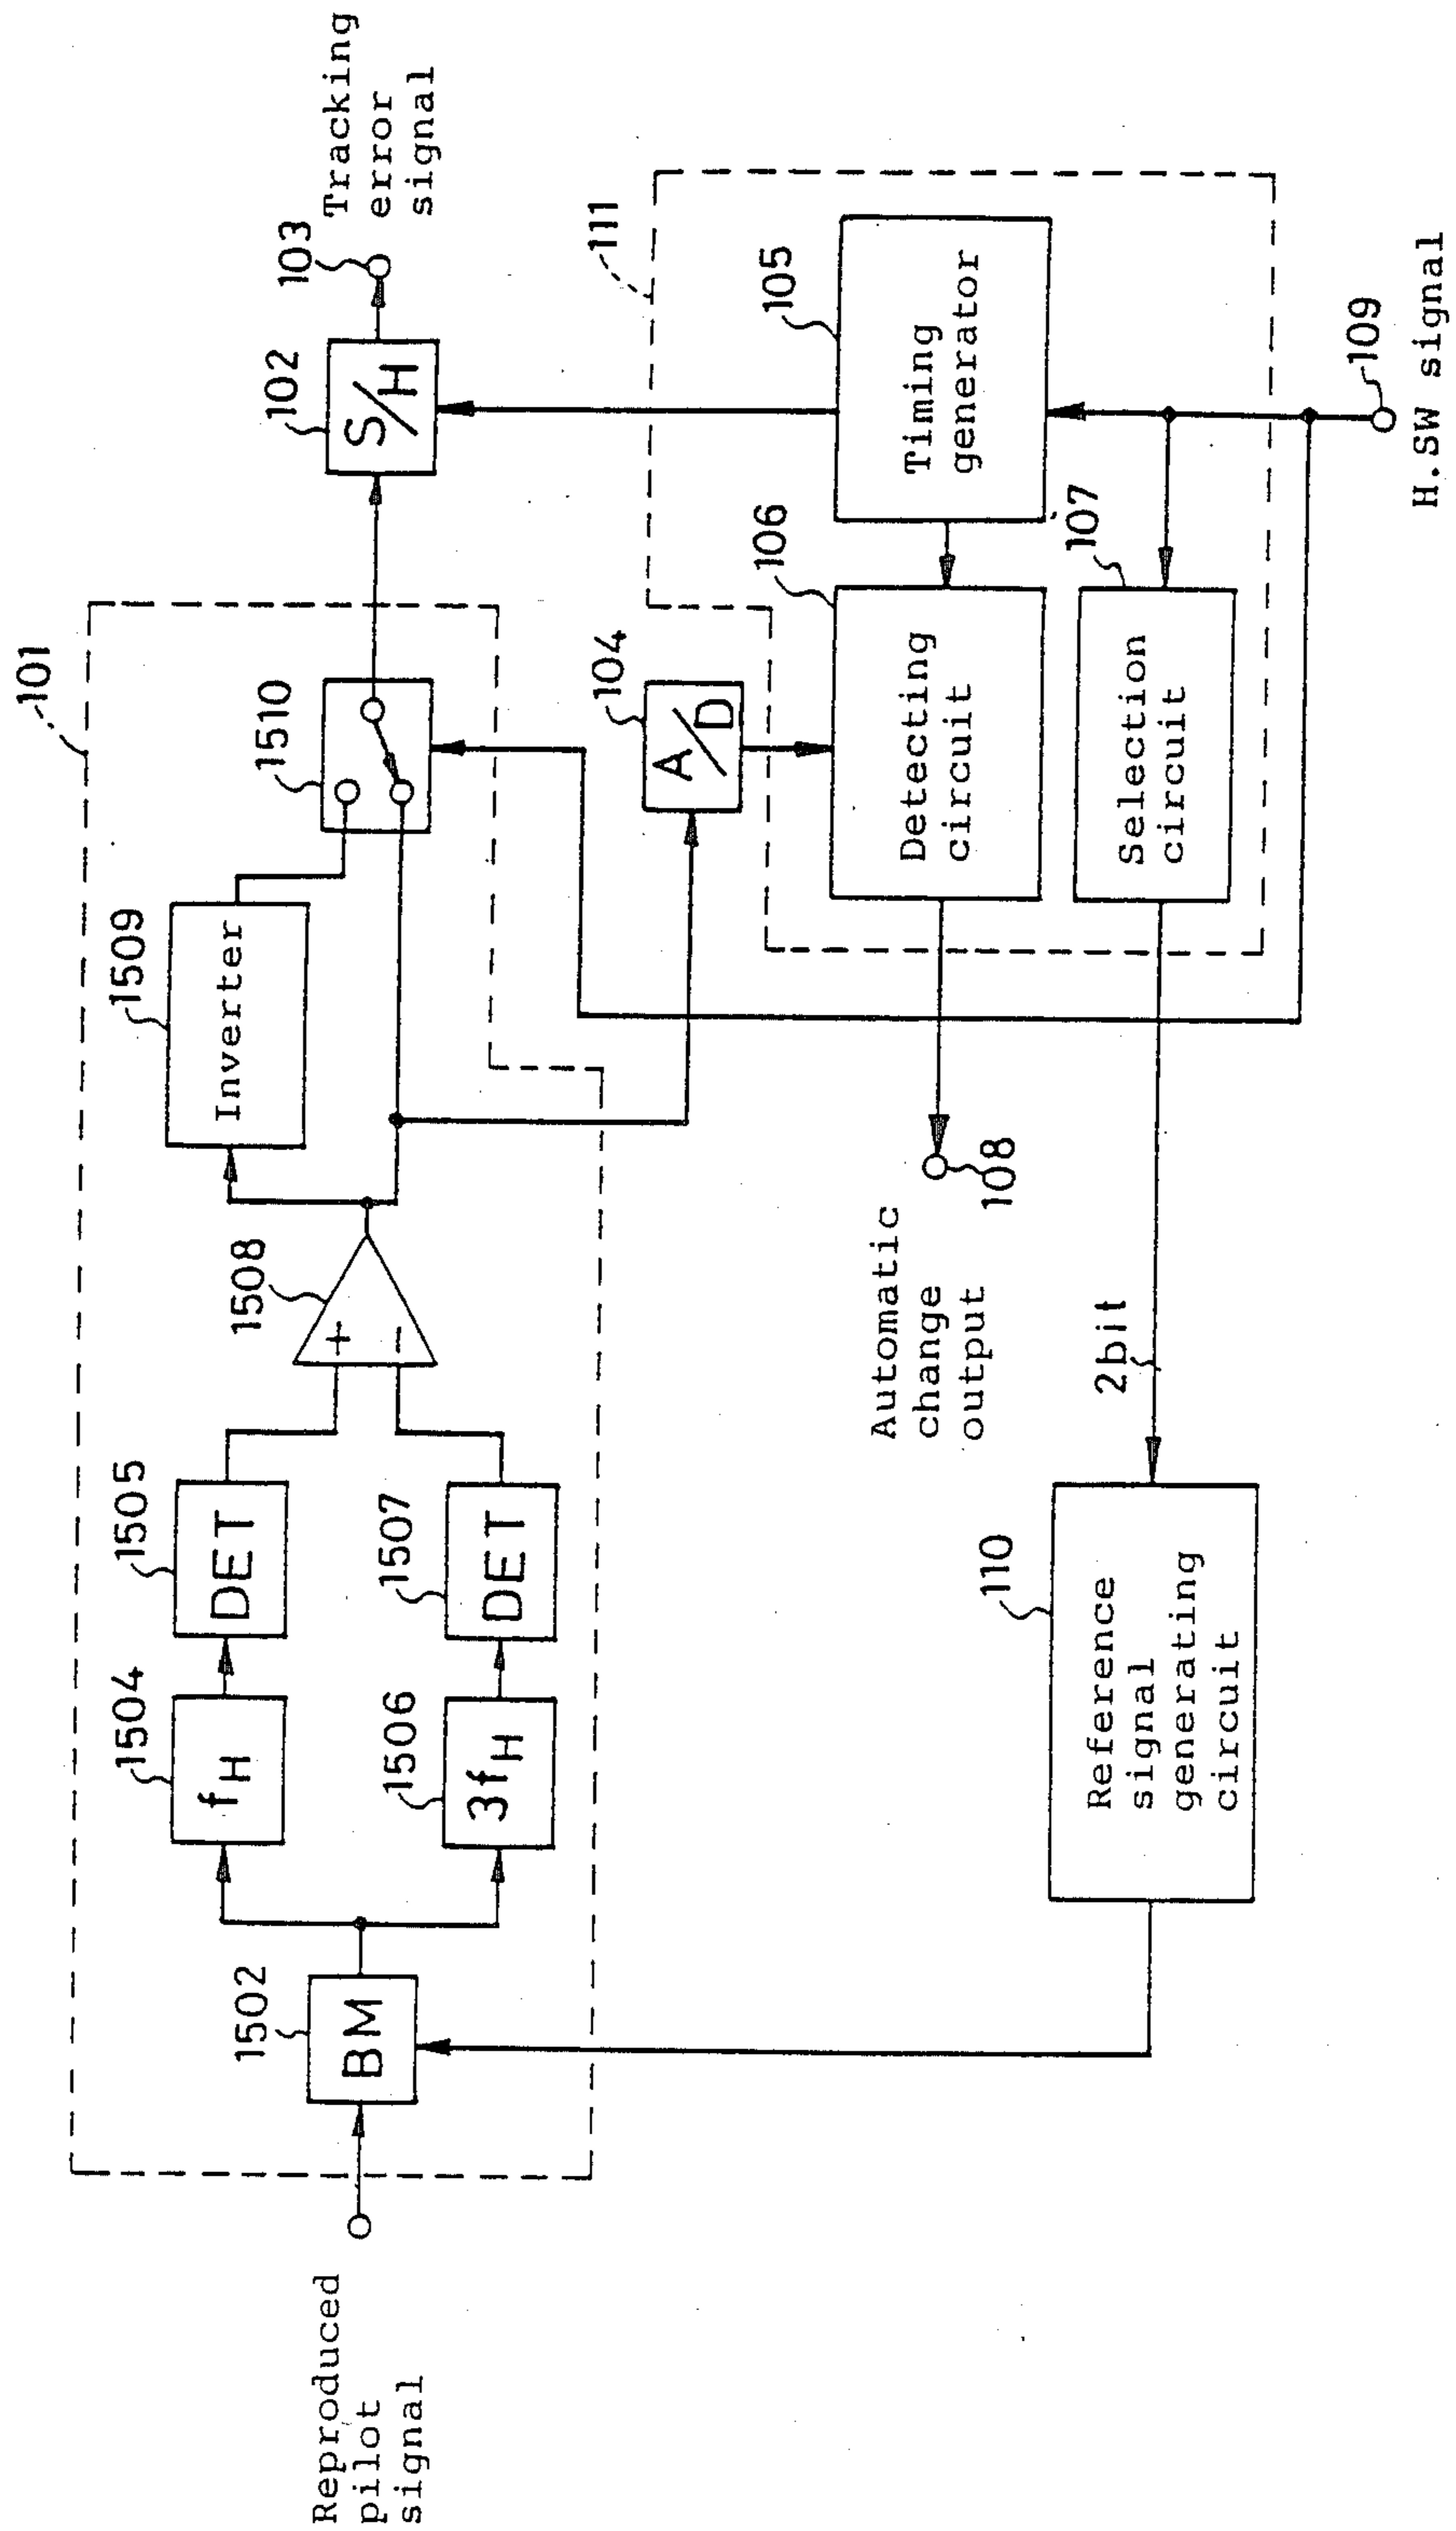 101
1509
Inverter
1510
102
S/H
103
Tracking
error
signal
1504
fH
1505
DET
1508
+
−
1502
BM
1506
3fH
1507
DET
Reproduced
pilot
signal
104
A/D
111
105
Timing
generator
106
Detecting
circuit
107
Selection
circuit
109
H.SW signal
108
Automatic
change
output
2bit
110
Reference
signal
generating
circuit